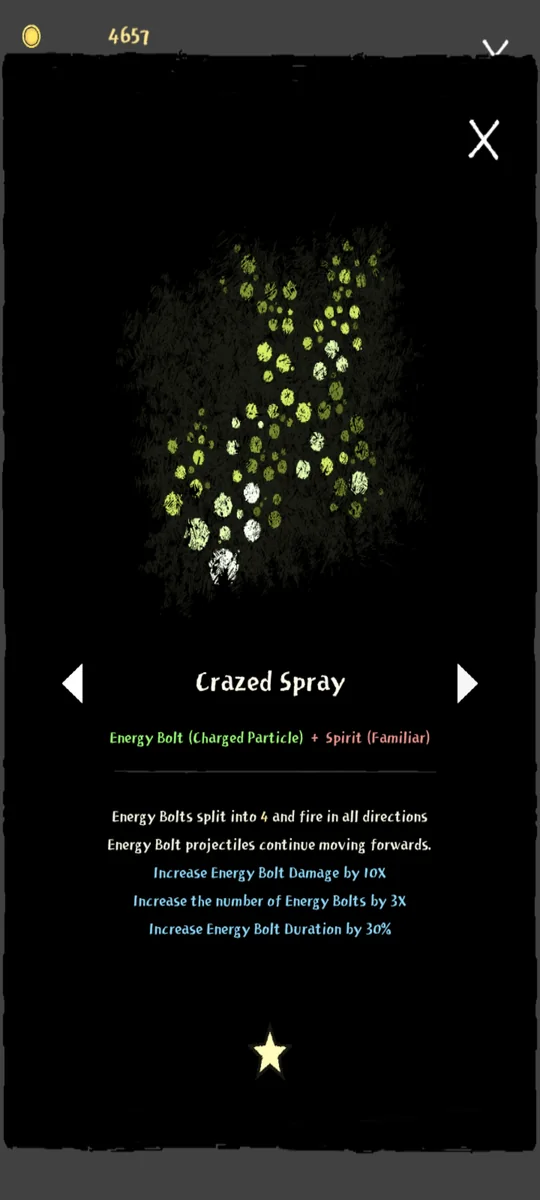 4657
X
Crazed Spray
Energy Bolt (Charged Particle) + Spirit (Familiar)
Energy Bolts split into 4 and fire in all directions
Energy Bolt projectiles continue moving forwards.
Increase Energy Bolt Damage by 10X
Increase the number of Energy Bolts by 3X
Increase Energy Bolt Duration by 30%